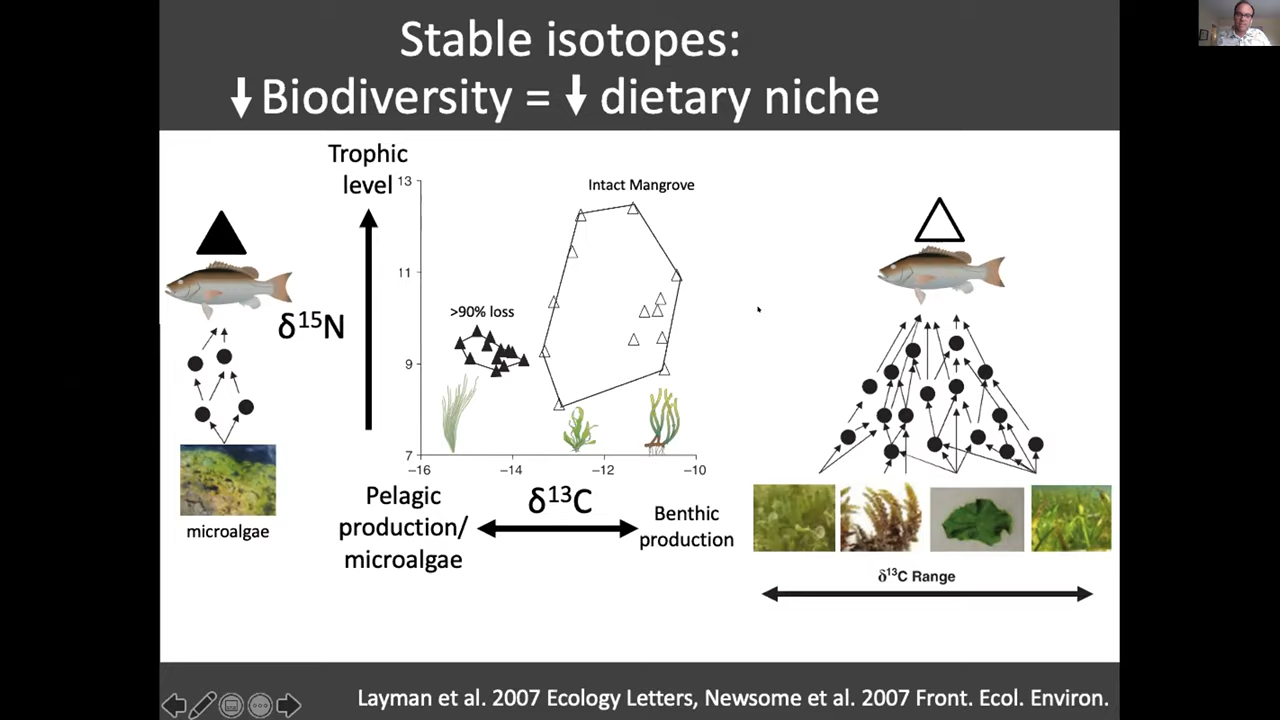 Stable isotopes:
↓Biodiversity = ↓ dietary niche
Trophic
level
13
11
9
7
−16
−14
−12
−10
δ¹⁵N
>90% loss
Intact Mangrove
microalgae
Pelagic
production/
microalgae
δ¹³C
Benthic
production
δ¹³C Range
Layman et al. 2007 Ecology Letters, Newsome et al. 2007 Front. Ecol. Environ.